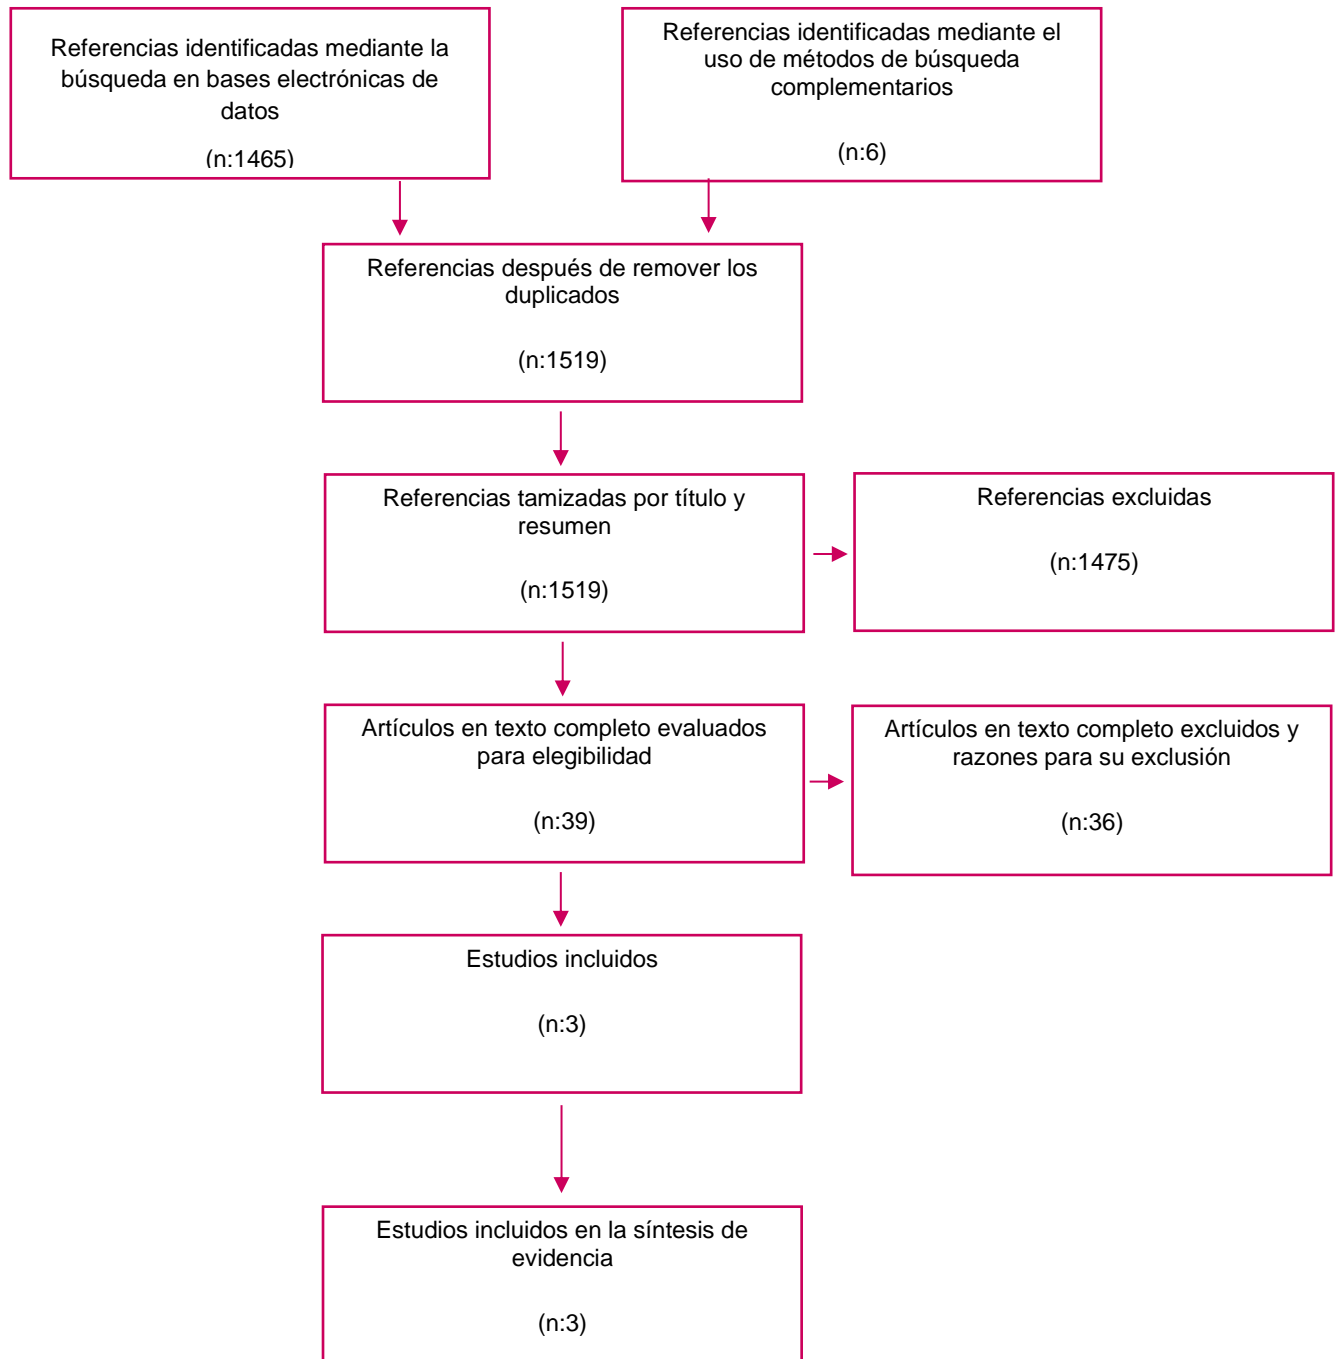 Referencias identificadas mediante la
búsqueda en bases electrónicas de
datos
(n:1465)
Referencias identificadas mediante el
uso de métodos de búsqueda
complementarios
(n:6)
Referencias después de remover los
duplicados
(n:1519)
Referencias tamizadas por título y
resumen
(n:1519)
Referencias excluidas
(n:1475)
Artículos en texto completo evaluados
para elegibilidad
(n:39)
Artículos en texto completo excluidos y
razones para su exclusión
(n:36)
Estudios incluidos
(n:3)
Estudios incluidos en la síntesis de
evidencia
(n:3)